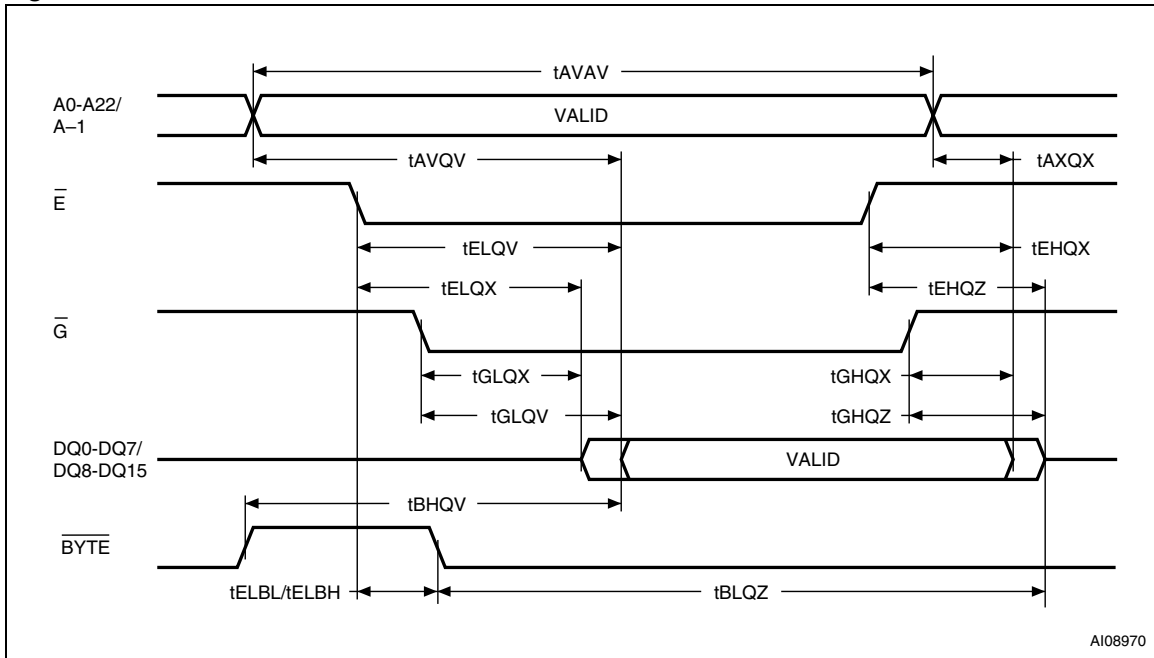 tAVAV
A0-A22/
A–1
VALID
tAVQV
tAXQX
E
tELQV
tEHQX
tELQX
tEHQZ
G
tGLQX
tGHQX
tGLQV
tGHQZ
DQ0-DQ7/
DQ8-DQ15
VALID
tBHQV
BYTE
tELBL/tELBH
tBLQZ
AI08970